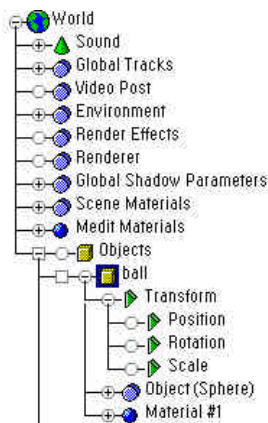 World
Sound
Global Tracks
Video Post
Environment
Render Effects
Renderer
Global Shadow Parameters
Scene Materials
Medit Materials
Objects
ball
Transform
Position
Rotation
Scale
Object (Sphere)
Material #1